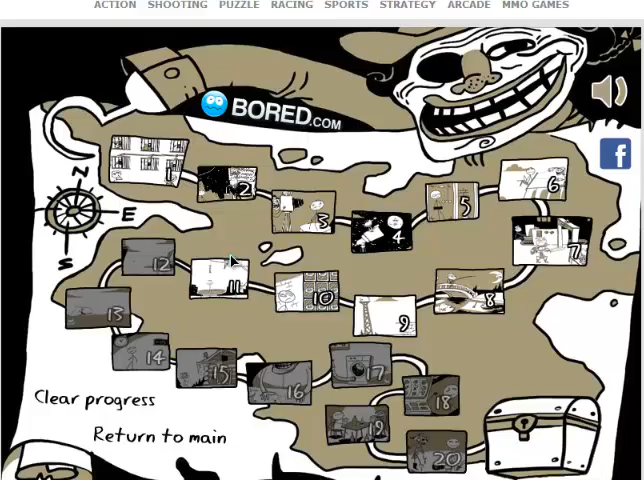 ACTION SHOOTING PUZZLE RACING SPORTS STRATEGY ARCADE MMO GAMES
BORED.COM
f
N
E
S
1
2
3
4
5
6
7
8
9
10
11
12
13
14
15
16
17
18
19
20
Clear progress
Return to main